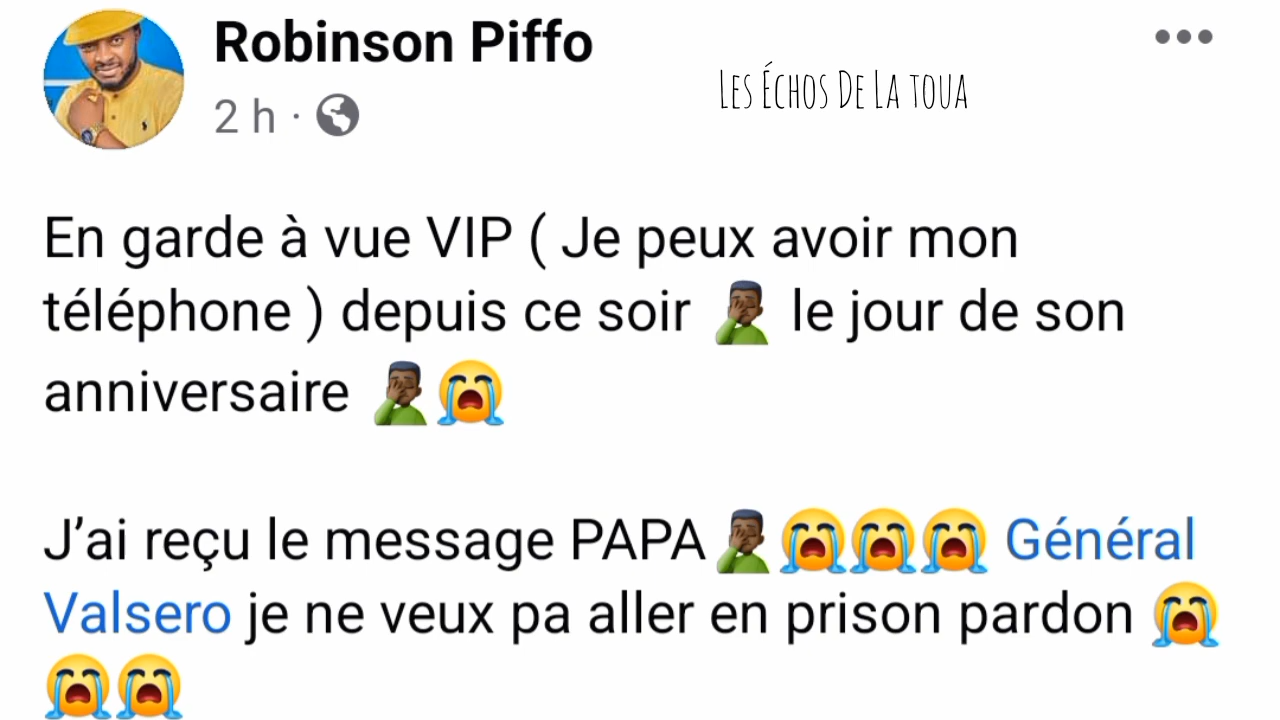 Robinson Piffo
2 h ·
Les Échos De La toua
En garde à vue VIP ( Je peux avoir mon
téléphone ) depuis ce soir 🤦🏿‍♂️ le jour de son
anniversaire 🤦🏿‍♂️😭
J’ai reçu le message PAPA🤦🏿‍♂️😭😭😭 Général
Valsero je ne veux pa aller en prison pardon 😭
😭😭